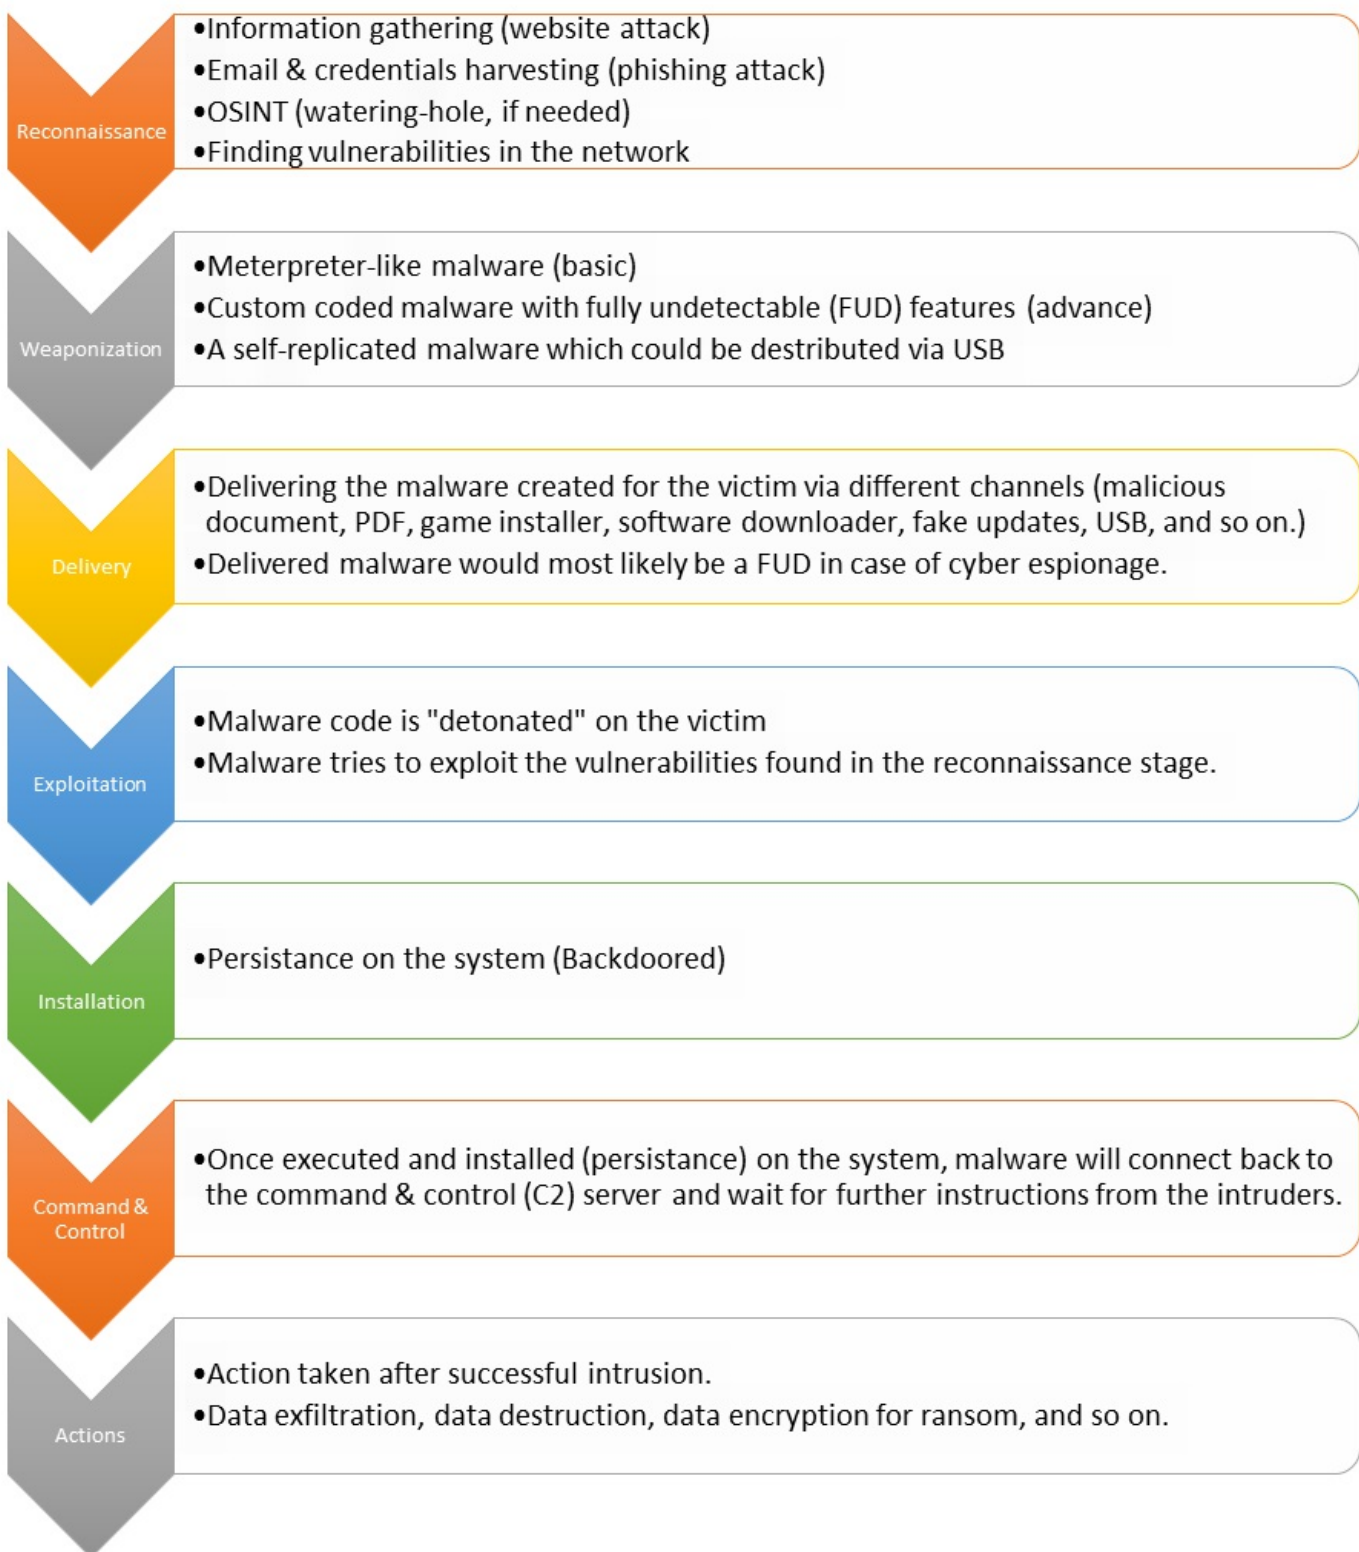 Reconnaissance
•Information gathering (website attack)
•Email & credentials harvesting (phishing attack)
•OSINT (watering-hole, if needed)
•Finding vulnerabilities in the network
Weaponization
•Meterpreter-like malware (basic)
•Custom coded malware with fully undetectable (FUD) features (advance)
•A self-replicated malware which could be destributed via USB
Delivery
•Delivering the malware created for the victim via different channels (malicious
document, PDF, game installer, software downloader, fake updates, USB, and so on.)
•Delivered malware would most likely be a FUD in case of cyber espionage.
Exploitation
•Malware code is "detonated" on the victim
•Malware tries to exploit the vulnerabilities found in the reconnaissance stage.
Installation
•Persistance on the system (Backdoored)
Command &
Control
•Once executed and installed (persistance) on the system, malware will connect back to
the command & control (C2) server and wait for further instructions from the intruders.
Actions
•Action taken after successful intrusion.
•Data exfiltration, data destruction, data encryption for ransom, and so on.